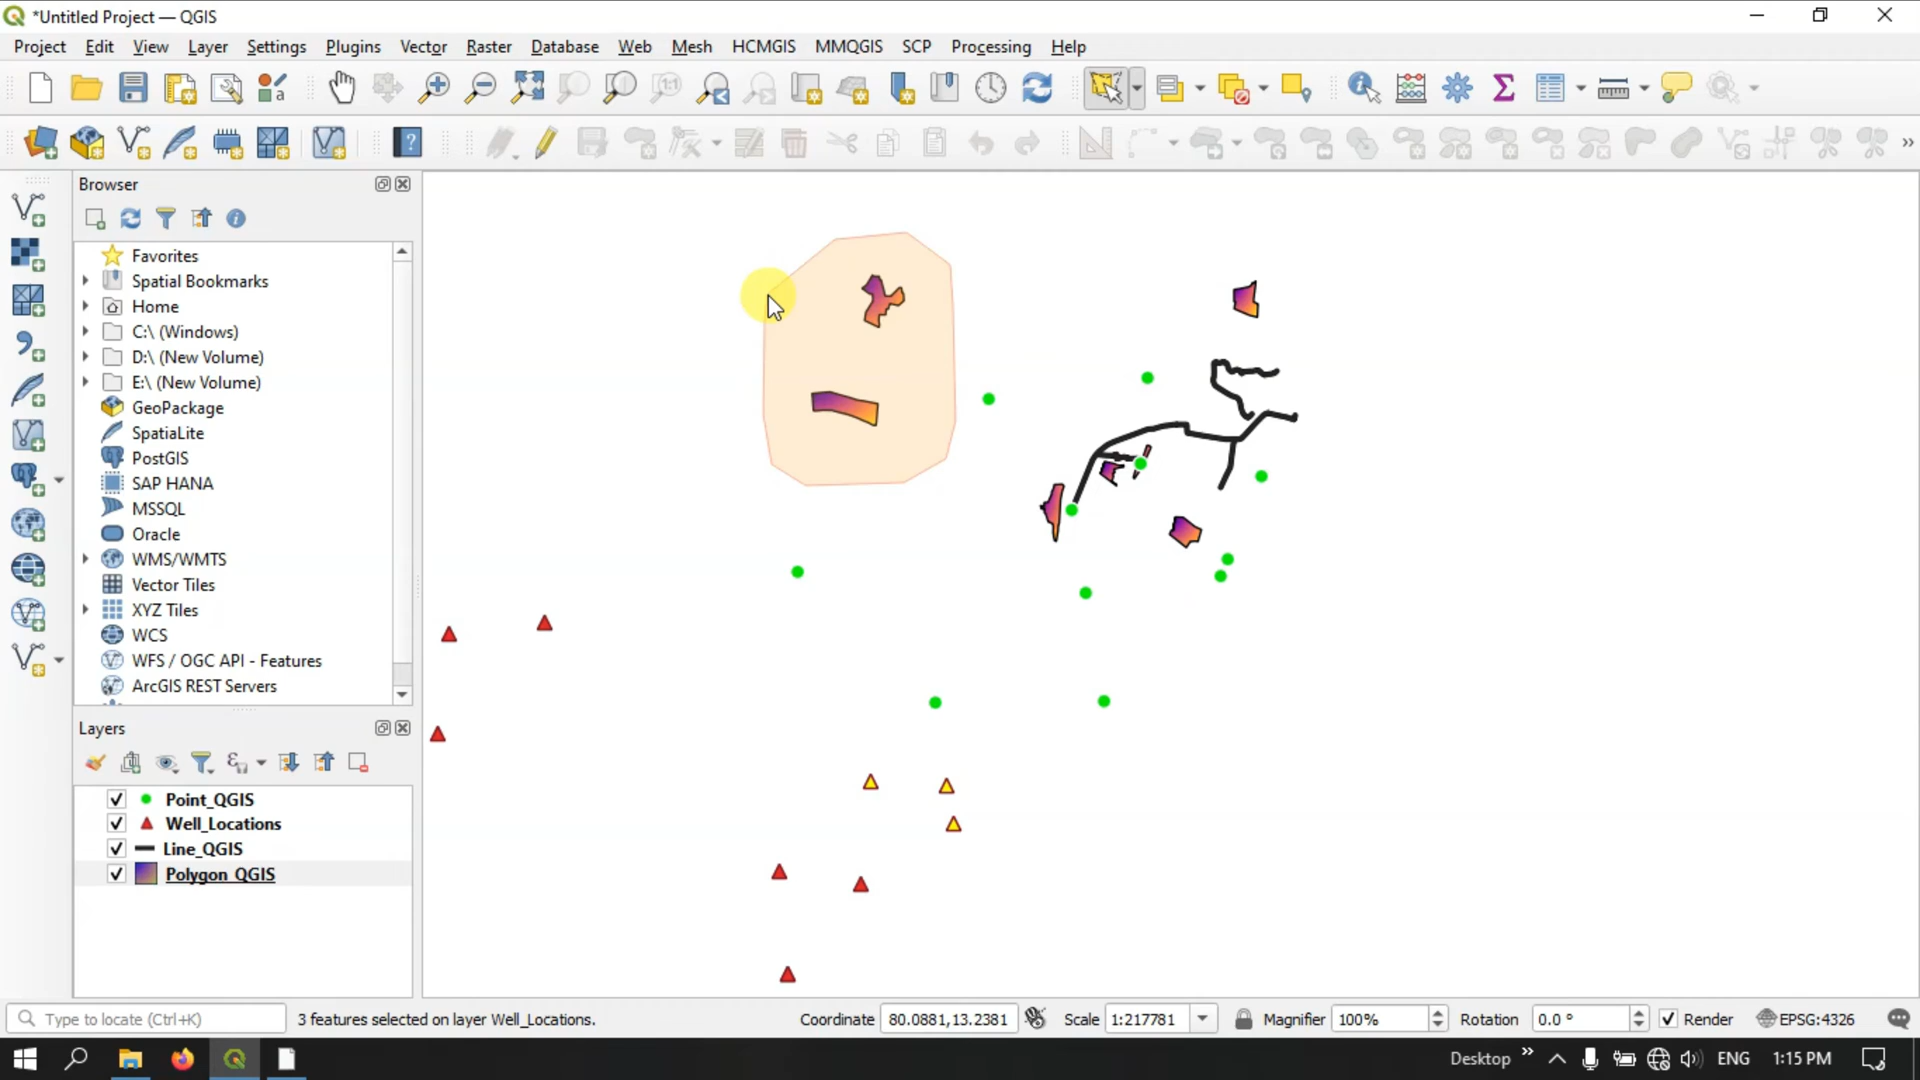 *Untitled Project — QGIS
Project Edit View Layer Settings Plugins Vector Raster Database Web Mesh HCMGIS MMQGIS SCP Processing Help
Browser
Favorites
Spatial Bookmarks
Home
C:\ (Windows)
D:\ (New Volume)
E:\ (New Volume)
GeoPackage
SpatiaLite
PostGIS
SAP HANA
MSSQL
Oracle
WMS/WMTS
Vector Tiles
XYZ Tiles
WCS
WFS / OGC API - Features
ArcGIS REST Servers
Layers
Point_QGIS
Well_Locations
Line_QGIS
Polygon_QGIS
Type to locate (Ctrl+K) 3 features selected on layer Well_Locations. Coordinate 80.0881,13.2381 Scale 1:217781 Magnifier 100% Rotation 0.0 ° Render EPSG:4326
Desktop ENG 1:15 PM